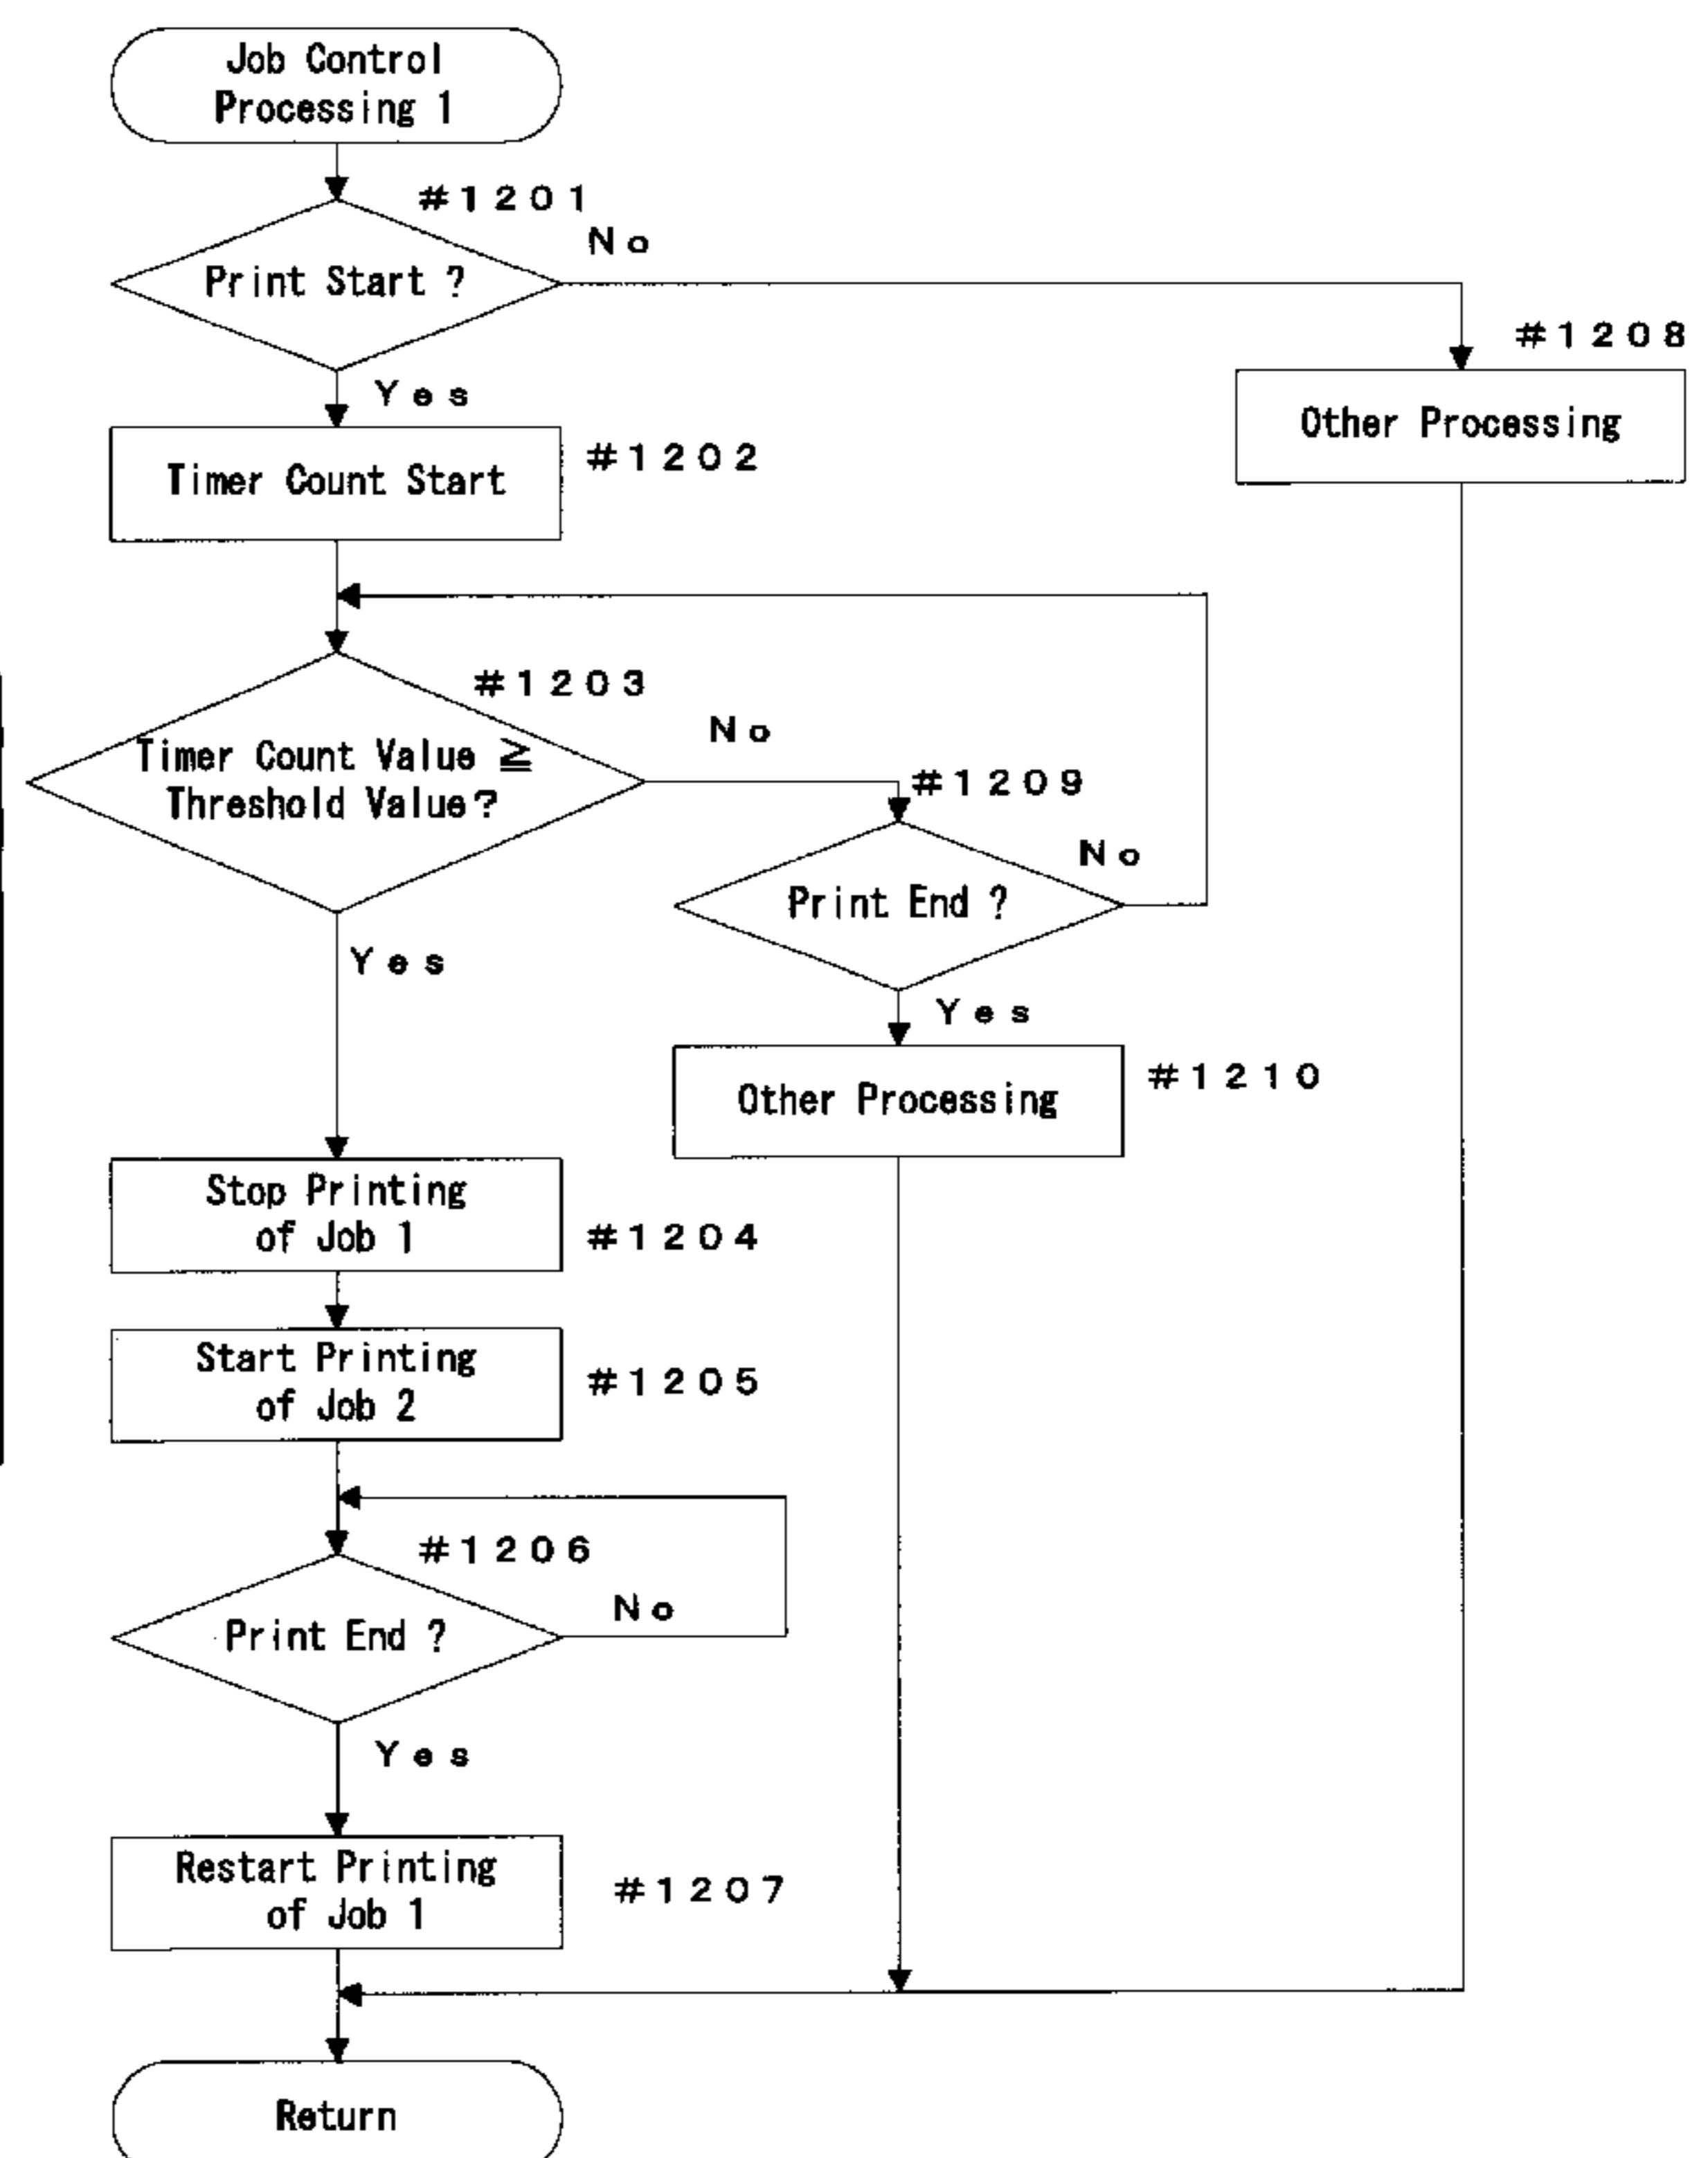 Job Control
Processing 1
#1201
No
Print Start ?
#1208
Yes
Other Processing
#1202
Timer Count Start
#1203
No
Timer Count Value ≧
Threshold Value?
#1209
No
Print End ?
Yes
Yes
#1210
Other Processing
Stop Printing
of Job 1
#1204
Start Printing
of Job 2
#1205
#1206
No
Print End ?
Yes
Restart Printing
of Job 1
#1207
Return